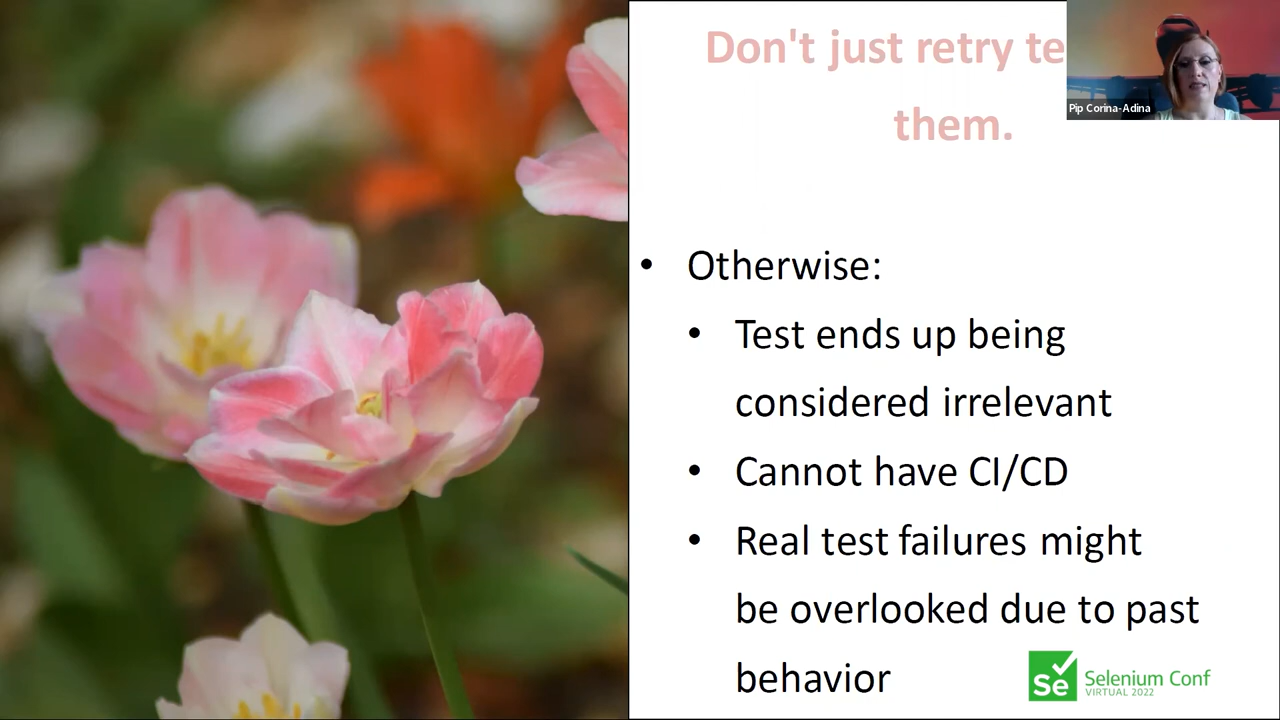 Don't just retry te
them.
Pip Corina-Adina
• Otherwise:
• Test ends up being
considered irrelevant
• Cannot have CI/CD
• Real test failures might
be overlooked due to past
behavior
Se
Selenium Conf
VIRTUAL 2022